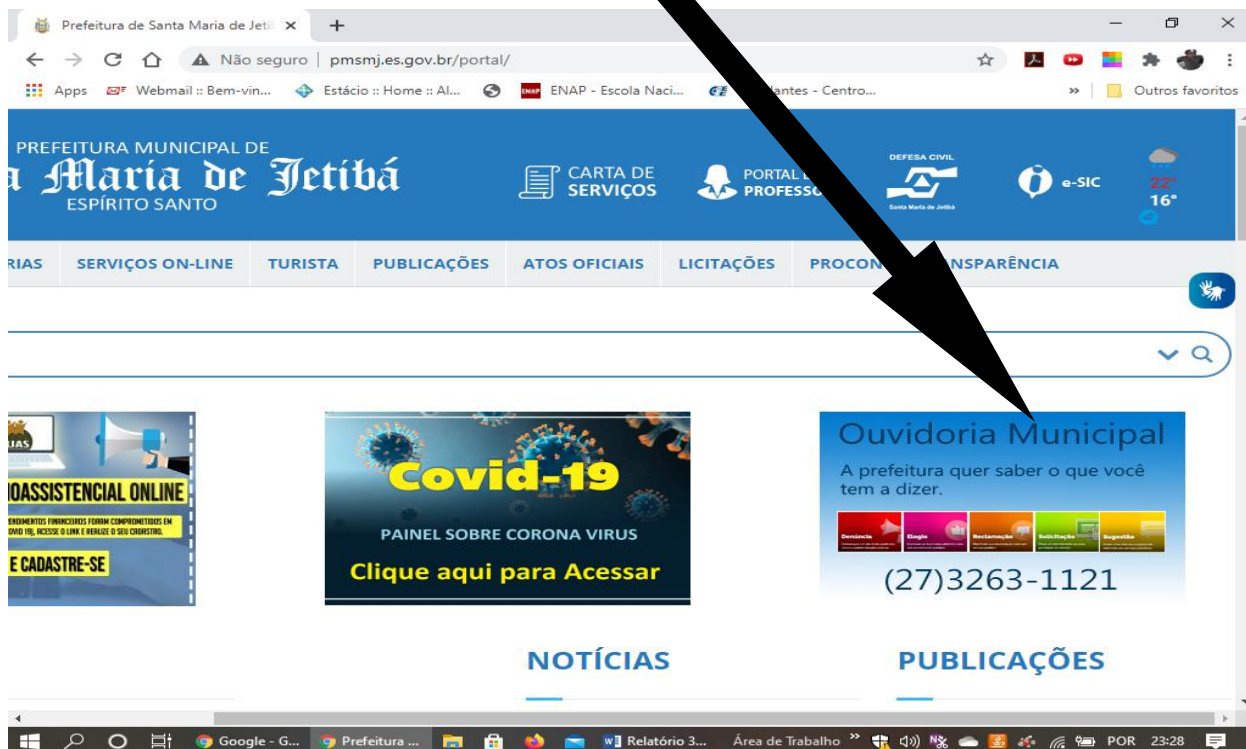 Prefeitura de Santa Maria de Jeti
Não seguro | pmsmj.es.gov.br/portal/
Apps Webmail :: Bem-vin... Estácio :: Home :: Al... ENAP ENAP - Escola Naci... - Centro... » Outros favoritos
PREFEITURA MUNICIPAL DE
a Maria de Jetibá
ESPÍRITO SANTO
CARTA DE
SERVIÇOS
PORTAL
DEFESA CIVIL
Santa Maria de Jetibá
e-SIC
22°
16°
SERVIÇOS ON-LINE TURISTA PUBLICAÇÕES ATOS OFICIAIS LICITAÇÕES PROCON
IOASSISTENCIAL ONLINE
E CADASTRE-SE
Covid-19
PAINEL SOBRE CORONA VIRUS
Clique aqui para Acessar
Ouvidoria Municipal
A prefeitura quer saber o que você
tem a dizer.
Denúncia Elogio Reclamação Solicitação Sugestão
(27)3263-1121
NOTÍCIAS PUBLICAÇÕES
Google - G... Prefeitura ... Relatório 3... Área de Trabalho » POR 23:28